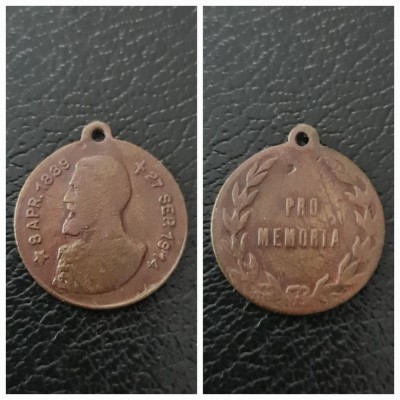 * 8 APR. 1839
† 27 SEP. 1914
PRO
MEMORIA